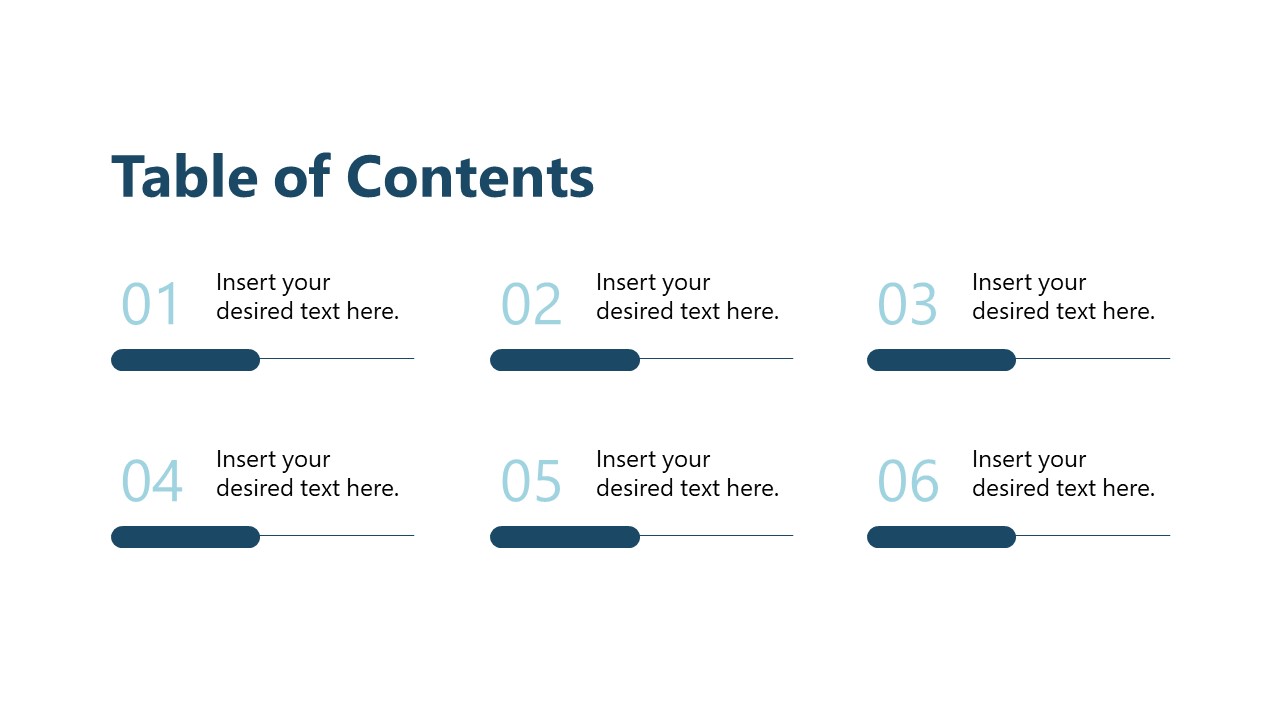 Table of Contents
01
Insert your
desired text here.
02
Insert your
desired text here.
03
Insert your
desired text here.
04
Insert your
desired text here.
05
Insert your
desired text here.
06
Insert your
desired text here.